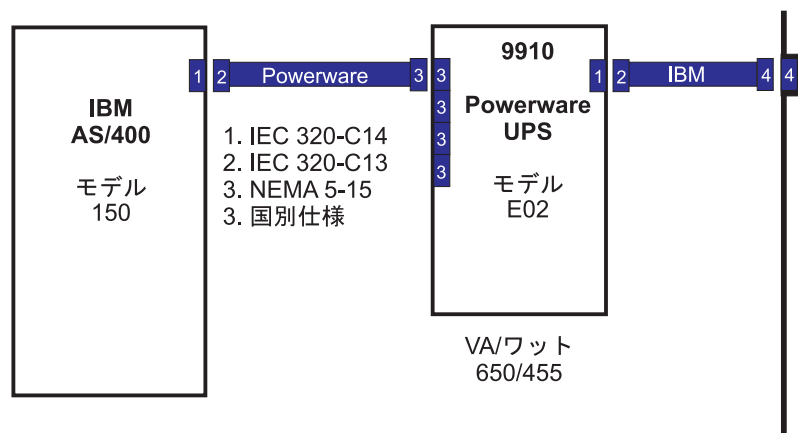 IBM
AS/400
モデル
150
1
2
Powerware
3
1. IEC 320-C14
2. IEC 320-C13
3. NEMA 5-15
3. 国別仕様
9910
Powerware
UPS
モデル
E02
3
3
3
3
1
VA/ワット
650/455
2
IBM
4
4